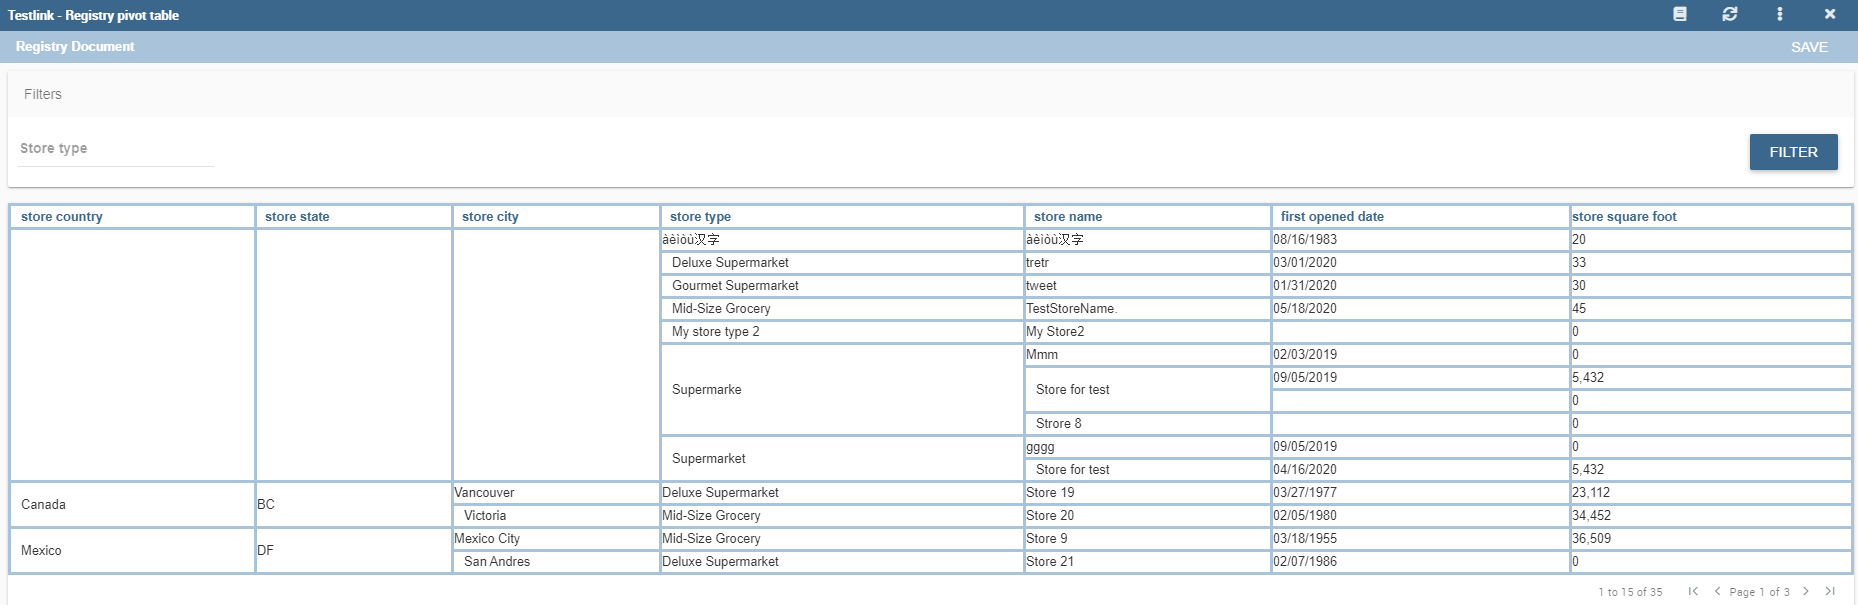 Testlink - Registry pivot table
Registry Document SAVE
Filters
Store type FILTER
store country store state store city store type store name first opened date store square foot
àèìòù汉字 àèìòù汉字 08/16/1983 20
Deluxe Supermarket tretr 03/01/2020 33
Gourmet Supermarket tweet 01/31/2020 30
Mid-Size Grocery TestStoreName. 05/18/2020 45
My store type 2 My Store2 0
Supermarke Mmm 02/03/2019 0
Store for test 09/05/2019 5,432
0
Strore 8 0
Supermarket gggg 09/05/2019 0
Store for test 04/16/2020 5,432
Canada BC Vancouver Deluxe Supermarket Store 19 03/27/1977 23,112
Victoria Mid-Size Grocery Store 20 02/05/1980 34,452
Mexico DF Mexico City Mid-Size Grocery Store 9 03/18/1955 36,509
San Andres Deluxe Supermarket Store 21 02/07/1986 0
1 to 15 of 35 Page 1 of 3